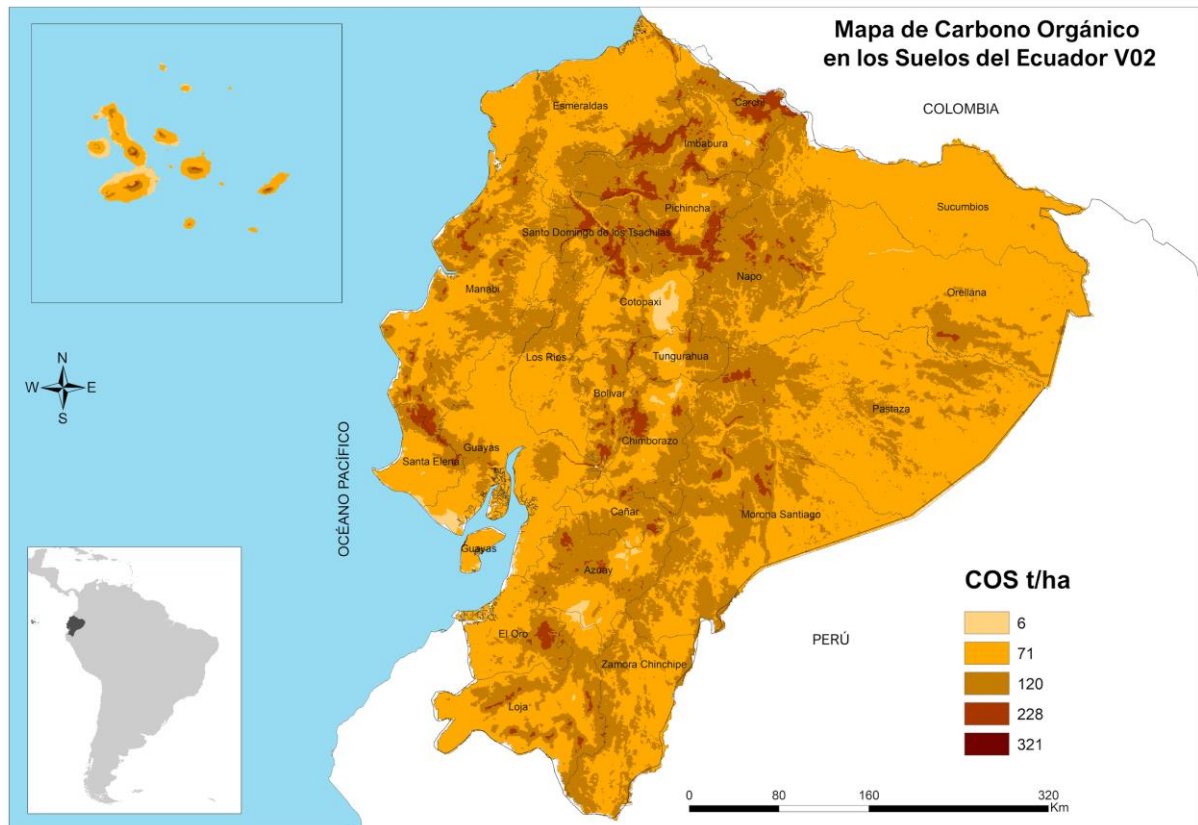 Mapa de Carbono Orgánico
en los Suelos del Ecuador V02
COLOMBIA
Esmeraldas
Carchi
Imbabura
Pichincha
Sucumbios
Santo Domingo de los Tsachilas
Napo
Manabi
Cotopaxi
Orellana
Los Rios
Tungurahua
Bolivar
Pastaza
Chimborazo
Guayas
Santa Elena
Cañar
Morona Santiago
Guayas
Azuay
El Oro
Zamora Chinchipe
Loja
OCÉANO PACÍFICO
PERÚ
N
W
E
S
COS t/ha
6
71
120
228
321
0 80 160 320
Km